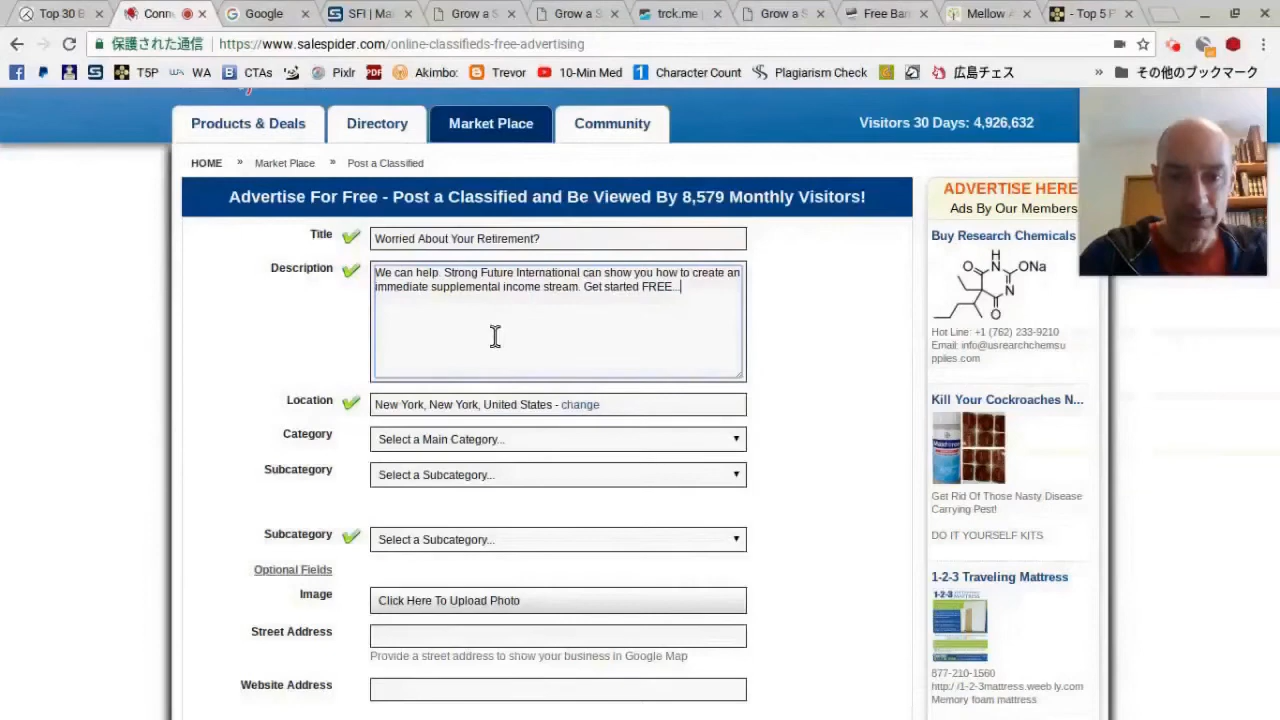 Top 30 B
Conn
Google
SFI | Ma
Grow a S
Grow a S
trck.me |
Grow a S
Free Ban
Mellow A
- Top 5 F
保護された通信
https://www.salespider.com/online-classifieds-free-advertising
T5P
WA
CTAs
Pixlr
Akimbo:
Trevor
10-Min Med
Character Count
Plagiarism Check
広島チェス
»
その他のブックマーク
Products & Deals
Directory
Market Place
Community
Visitors 30 Days: 4,926,632
HOME » Market Place » Post a Classified
Advertise For Free - Post a Classified and Be Viewed By 8,579 Monthly Visitors!
Title
Worried About Your Retirement?
Description
We can help. Strong Future International can show you how to create an
immediate supplemental income stream. Get started FREE...
Location
New York, New York, United States - change
Category
Select a Main Category...
Subcategory
Select a Subcategory...
Subcategory
Select a Subcategory...
Optional Fields
Image
Click Here To Upload Photo
Street Address
Provide a street address to show your business in Google Map
Website Address
ADVERTISE HERE
Ads By Our Members
Buy Research Chemicals
H
N
O
ONa
N
O
Hot Line: +1 (762) 233-9210
Email: info@usrearchchemsu
pplies.com
Kill Your Cockroaches N...
Get Rid Of Those Nasty Disease
Carrying Pest!
DO IT YOURSELF KITS
1-2-3 Traveling Mattress
877-210-1560
http://1-2-3mattress.weebly.com
Memory foam mattress